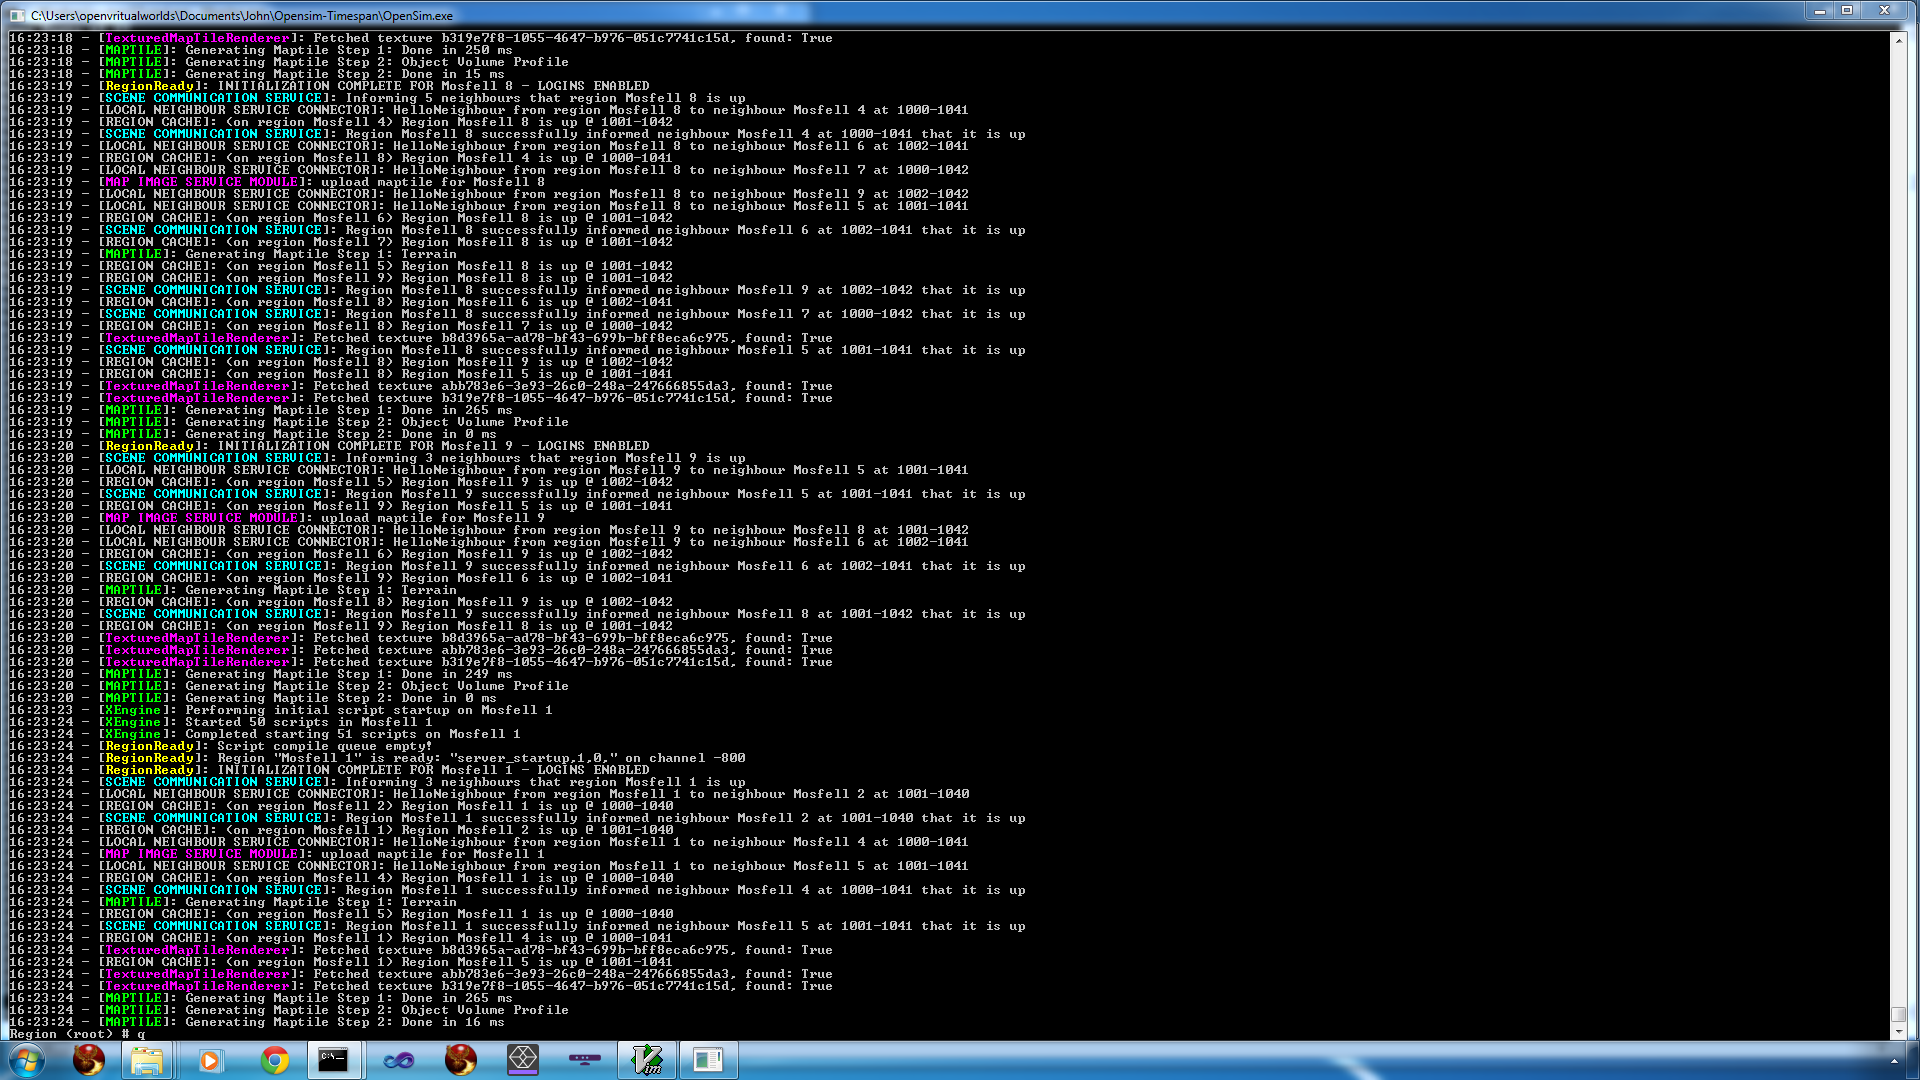 C:\Users\openvritualworlds\Documents\John\Opensim-Timespan\OpenSim.exe
16:23:18 - [TexturedMapTileRenderer]: Fetched texture b319e7f8-1055-4647-b976-051c7741c15d, found: True
16:23:18 - [MAPTILE]: Generating Maptile Step 1: Done in 250 ms
16:23:18 - [MAPTILE]: Generating Maptile Step 2: Object Volume Profile
16:23:18 - [MAPTILE]: Generating Maptile Step 2: Done in 15 ms
16:23:19 - [RegionReady]: INITIALIZATION COMPLETE FOR Mosfell 8 - LOGINS ENABLED
16:23:19 - [SCENE COMMUNICATION SERVICE]: Informing 5 neighbours that region Mosfell 8 is up
16:23:19 - [LOCAL NEIGHBOUR SERVICE CONNECTOR]: HelloNeighbour from region Mosfell 8 to neighbour Mosfell 4 at 1000-1041
16:23:19 - [REGION CACHE]: (on region Mosfell 4) Region Mosfell 8 is up @ 1001-1042
16:23:19 - [SCENE COMMUNICATION SERVICE]: Region Mosfell 8 successfully informed neighbour Mosfell 4 at 1000-1041 that it is up
16:23:19 - [LOCAL NEIGHBOUR SERVICE CONNECTOR]: HelloNeighbour from region Mosfell 8 to neighbour Mosfell 6 at 1002-1041
16:23:19 - [REGION CACHE]: (on region Mosfell 8) Region Mosfell 4 is up @ 1000-1041
16:23:19 - [LOCAL NEIGHBOUR SERVICE CONNECTOR]: HelloNeighbour from region Mosfell 8 to neighbour Mosfell 7 at 1000-1042
16:23:19 - [MAP IMAGE SERVICE MODULE]: upload maptile for Mosfell 8
16:23:19 - [LOCAL NEIGHBOUR SERVICE CONNECTOR]: HelloNeighbour from region Mosfell 8 to neighbour Mosfell 9 at 1002-1042
16:23:19 - [LOCAL NEIGHBOUR SERVICE CONNECTOR]: HelloNeighbour from region Mosfell 8 to neighbour Mosfell 5 at 1001-1041
16:23:19 - [REGION CACHE]: (on region Mosfell 6) Region Mosfell 8 is up @ 1001-1042
16:23:19 - [SCENE COMMUNICATION SERVICE]: Region Mosfell 8 successfully informed neighbour Mosfell 6 at 1002-1041 that it is up
16:23:19 - [REGION CACHE]: (on region Mosfell 7) Region Mosfell 8 is up @ 1001-1042
16:23:19 - [MAPTILE]: Generating Maptile Step 1: Terrain
16:23:19 - [REGION CACHE]: (on region Mosfell 5) Region Mosfell 8 is up @ 1001-1042
16:23:19 - [REGION CACHE]: (on region Mosfell 9) Region Mosfell 8 is up @ 1001-1042
16:23:19 - [SCENE COMMUNICATION SERVICE]: Region Mosfell 8 successfully informed neighbour Mosfell 9 at 1002-1042 that it is up
16:23:19 - [REGION CACHE]: (on region Mosfell 8) Region Mosfell 6 is up @ 1002-1041
16:23:19 - [SCENE COMMUNICATION SERVICE]: Region Mosfell 8 successfully informed neighbour Mosfell 7 at 1000-1042 that it is up
16:23:19 - [REGION CACHE]: (on region Mosfell 8) Region Mosfell 7 is up @ 1000-1042
16:23:19 - [TexturedMapTileRenderer]: Fetched texture b8d3965a-ad78-bf43-699b-bff8eca6c975, found: True
16:23:19 - [SCENE COMMUNICATION SERVICE]: Region Mosfell 8 successfully informed neighbour Mosfell 5 at 1001-1041 that it is up
16:23:19 - [REGION CACHE]: (on region Mosfell 8) Region Mosfell 9 is up @ 1002-1042
16:23:19 - [REGION CACHE]: (on region Mosfell 8) Region Mosfell 5 is up @ 1001-1041
16:23:19 - [TexturedMapTileRenderer]: Fetched texture abb783e6-3e93-26c0-248a-247666855da3, found: True
16:23:19 - [TexturedMapTileRenderer]: Fetched texture b319e7f8-1055-4647-b976-051c7741c15d, found: True
16:23:19 - [MAPTILE]: Generating Maptile Step 1: Done in 265 ms
16:23:19 - [MAPTILE]: Generating Maptile Step 2: Object Volume Profile
16:23:19 - [MAPTILE]: Generating Maptile Step 2: Done in 0 ms
16:23:20 - [RegionReady]: INITIALIZATION COMPLETE FOR Mosfell 9 - LOGINS ENABLED
16:23:20 - [SCENE COMMUNICATION SERVICE]: Informing 3 neighbours that region Mosfell 9 is up
16:23:20 - [LOCAL NEIGHBOUR SERVICE CONNECTOR]: HelloNeighbour from region Mosfell 9 to neighbour Mosfell 5 at 1001-1041
16:23:20 - [REGION CACHE]: (on region Mosfell 5) Region Mosfell 9 is up @ 1002-1042
16:23:20 - [SCENE COMMUNICATION SERVICE]: Region Mosfell 9 successfully informed neighbour Mosfell 5 at 1001-1041 that it is up
16:23:20 - [REGION CACHE]: (on region Mosfell 9) Region Mosfell 5 is up @ 1001-1041
16:23:20 - [MAP IMAGE SERVICE MODULE]: upload maptile for Mosfell 9
16:23:20 - [LOCAL NEIGHBOUR SERVICE CONNECTOR]: HelloNeighbour from region Mosfell 9 to neighbour Mosfell 8 at 1001-1042
16:23:20 - [LOCAL NEIGHBOUR SERVICE CONNECTOR]: HelloNeighbour from region Mosfell 9 to neighbour Mosfell 6 at 1002-1041
16:23:20 - [REGION CACHE]: (on region Mosfell 6) Region Mosfell 9 is up @ 1002-1042
16:23:20 - [SCENE COMMUNICATION SERVICE]: Region Mosfell 9 successfully informed neighbour Mosfell 6 at 1002-1041 that it is up
16:23:20 - [REGION CACHE]: (on region Mosfell 9) Region Mosfell 6 is up @ 1002-1041
16:23:20 - [MAPTILE]: Generating Maptile Step 1: Terrain
16:23:20 - [REGION CACHE]: (on region Mosfell 8) Region Mosfell 9 is up @ 1002-1042
16:23:20 - [SCENE COMMUNICATION SERVICE]: Region Mosfell 9 successfully informed neighbour Mosfell 8 at 1001-1042 that it is up
16:23:20 - [REGION CACHE]: (on region Mosfell 9) Region Mosfell 8 is up @ 1001-1042
16:23:20 - [TexturedMapTileRenderer]: Fetched texture b8d3965a-ad78-bf43-699b-bff8eca6c975, found: True
16:23:20 - [TexturedMapTileRenderer]: Fetched texture abb783e6-3e93-26c0-248a-247666855da3, found: True
16:23:20 - [TexturedMapTileRenderer]: Fetched texture b319e7f8-1055-4647-b976-051c7741c15d, found: True
16:23:20 - [MAPTILE]: Generating Maptile Step 1: Done in 249 ms
16:23:20 - [MAPTILE]: Generating Maptile Step 2: Object Volume Profile
16:23:20 - [MAPTILE]: Generating Maptile Step 2: Done in 0 ms
16:23:23 - [XEngine]: Performing initial script startup on Mosfell 1
16:23:24 - [XEngine]: Started 50 scripts in Mosfell 1
16:23:24 - [XEngine]: Completed starting 51 scripts on Mosfell 1
16:23:24 - [RegionReady]: Script compile queue empty!
16:23:24 - [RegionReady]: Region "Mosfell 1" is ready: "server_startup,1,0," on channel -800
16:23:24 - [RegionReady]: INITIALIZATION COMPLETE FOR Mosfell 1 - LOGINS ENABLED
16:23:24 - [SCENE COMMUNICATION SERVICE]: Informing 3 neighbours that region Mosfell 1 is up
16:23:24 - [LOCAL NEIGHBOUR SERVICE CONNECTOR]: HelloNeighbour from region Mosfell 1 to neighbour Mosfell 2 at 1001-1040
16:23:24 - [REGION CACHE]: (on region Mosfell 2) Region Mosfell 1 is up @ 1000-1040
16:23:24 - [SCENE COMMUNICATION SERVICE]: Region Mosfell 1 successfully informed neighbour Mosfell 2 at 1001-1040 that it is up
16:23:24 - [REGION CACHE]: (on region Mosfell 1) Region Mosfell 2 is up @ 1001-1040
16:23:24 - [LOCAL NEIGHBOUR SERVICE CONNECTOR]: HelloNeighbour from region Mosfell 1 to neighbour Mosfell 4 at 1000-1041
16:23:24 - [MAP IMAGE SERVICE MODULE]: upload maptile for Mosfell 1
16:23:24 - [LOCAL NEIGHBOUR SERVICE CONNECTOR]: HelloNeighbour from region Mosfell 1 to neighbour Mosfell 5 at 1001-1041
16:23:24 - [REGION CACHE]: (on region Mosfell 4) Region Mosfell 1 is up @ 1000-1040
16:23:24 - [SCENE COMMUNICATION SERVICE]: Region Mosfell 1 successfully informed neighbour Mosfell 4 at 1000-1041 that it is up
16:23:24 - [MAPTILE]: Generating Maptile Step 1: Terrain
16:23:24 - [REGION CACHE]: (on region Mosfell 5) Region Mosfell 1 is up @ 1000-1040
16:23:24 - [SCENE COMMUNICATION SERVICE]: Region Mosfell 1 successfully informed neighbour Mosfell 5 at 1001-1041 that it is up
16:23:24 - [REGION CACHE]: (on region Mosfell 1) Region Mosfell 4 is up @ 1000-1041
16:23:24 - [TexturedMapTileRenderer]: Fetched texture b8d3965a-ad78-bf43-699b-bff8eca6c975, found: True
16:23:24 - [REGION CACHE]: (on region Mosfell 1) Region Mosfell 5 is up @ 1001-1041
16:23:24 - [TexturedMapTileRenderer]: Fetched texture abb783e6-3e93-26c0-248a-247666855da3, found: True
16:23:24 - [TexturedMapTileRenderer]: Fetched texture b319e7f8-1055-4647-b976-051c7741c15d, found: True
16:23:24 - [MAPTILE]: Generating Maptile Step 1: Done in 265 ms
16:23:24 - [MAPTILE]: Generating Maptile Step 2: Object Volume Profile
16:23:24 - [MAPTILE]: Generating Maptile Step 2: Done in 16 ms
Region (root) # q
C:\_
Vim